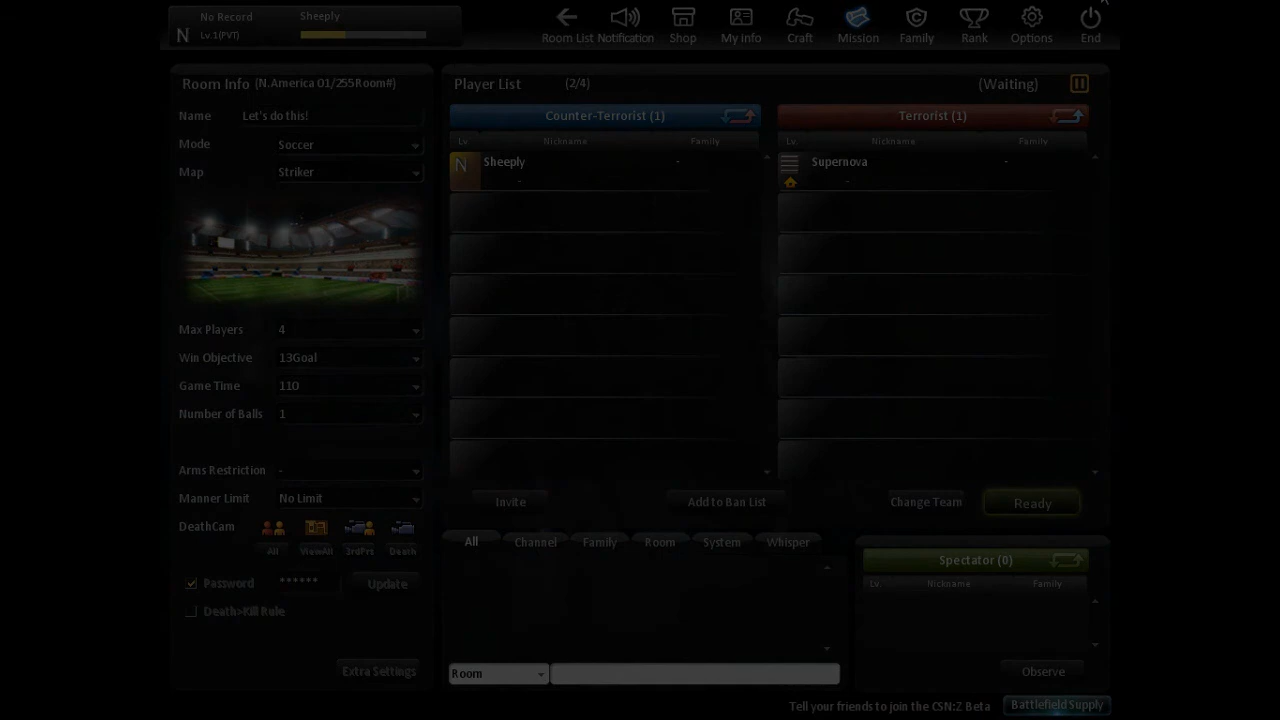 No Record Sheeply
N Lv.1(PVT)
Room List Notification Shop My info Craft Mission Family Rank Options End
Room Info (N.America 01/255Room#)
Name Let's do this!
Mode Soccer
Map Striker
Max Players 4
Win Objective 13Goal
Game Time 110
Number of Balls 1
Arms Restriction -
Manner Limit No Limit
DeathCam
All ViewAll 3rdPrs Death
Password ****** Update
Death>Kill Rule
Extra Settings
Player List (2/4) (Waiting)
Counter-Terrorist (1) Terrorist (1)
Lv Nickname Family Lv. Nickname Family
N Sheeply - Supernova -
- -
Invite Add to Ban List Change Team Ready
All Channel Family Room System Whisper
Room
Spectator (0)
Lv. Nickname Family
Observe
Tell your friends to join the CSN:Z Beta Battlefield Supply